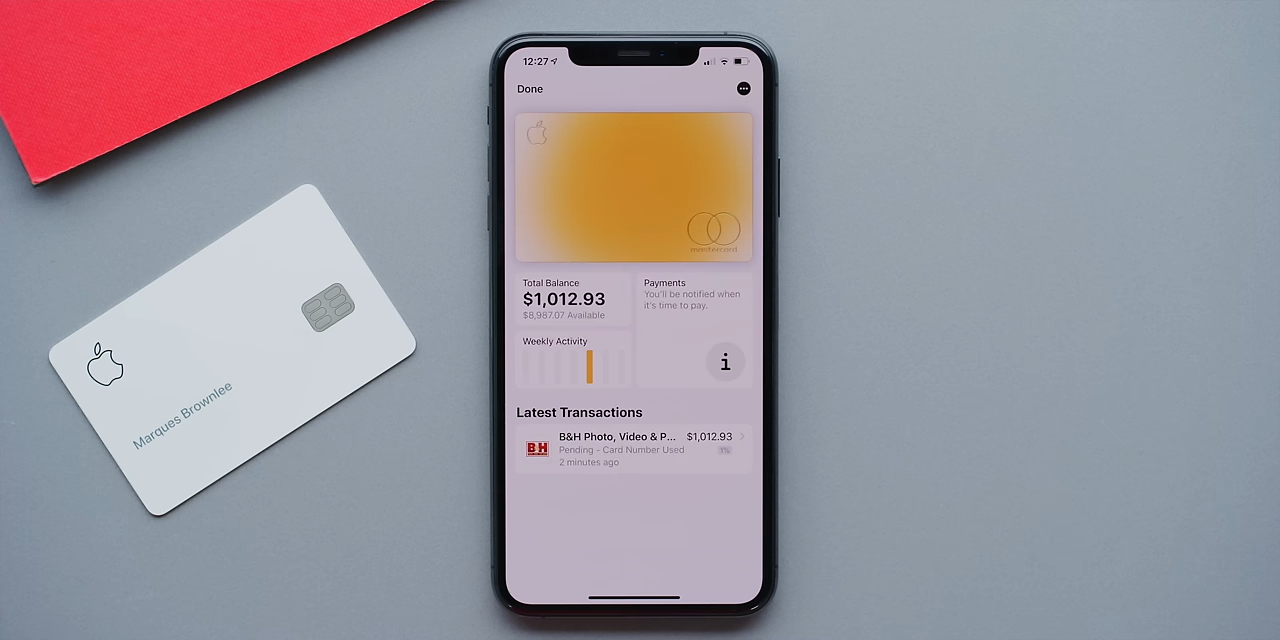 Marques Brownlee
12:27
Done
mastercard
Total Balance
$1,012.93
$8,987.07 Available
Payments
You'll be notified when
it's time to pay.
Weekly Activity
i
Latest Transactions
B&H Photo, Video & P... $1,012.93
BH
Pending - Card Number Used 1%
2 minutes ago